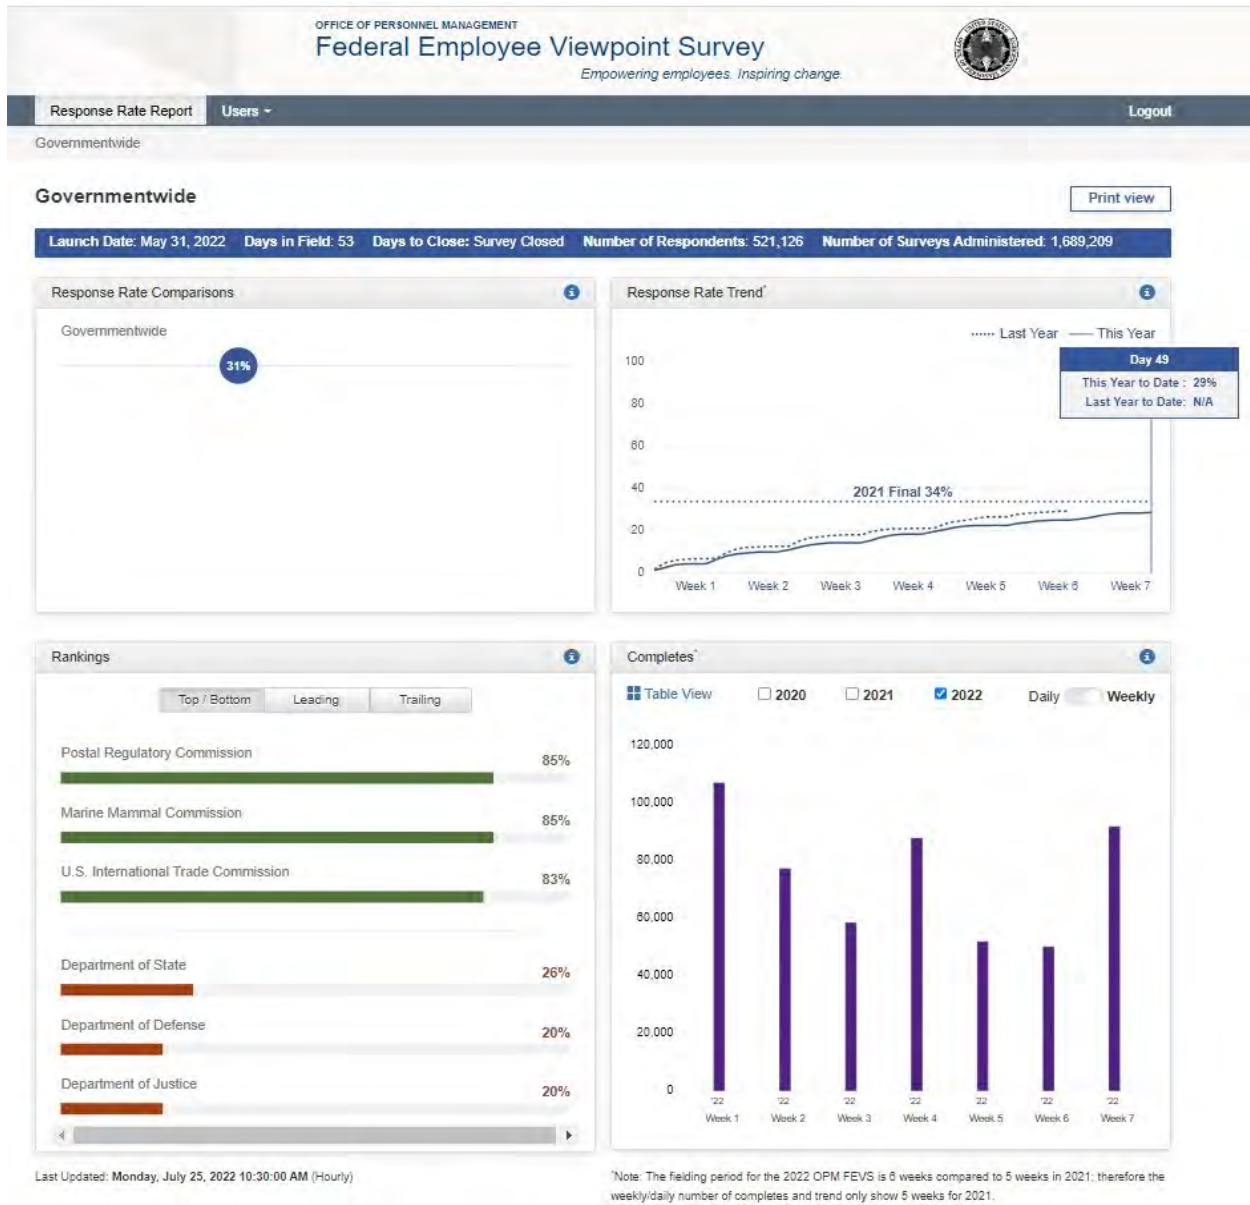 OFFICE OF PERSONNEL MANAGEMENT
Federal Employee Viewpoint Survey
Empowering employees. Inspiring change.
Response Rate Report Users Logout
Governmentwide
Governmentwide
Print view
Launch Date: May 31, 2022 Days in Field: 53 Days to Close: Survey Closed Number of Respondents: 521,126 Number of Surveys Administered: 1,689,209
Response Rate Comparisons
Governmentwide
31%
Response Rate Trend*
Last Year This Year
Day 49
This Year to Date : 29%
Last Year to Date: N/A
100
80
60
40
20
0
2021 Final 34%
Week 1 Week 2 Week 3 Week 4 Week 5 Week 6 Week 7
Rankings
Top / Bottom Leading Trailing
Postal Regulatory Commission 85%
Marine Mammal Commission 85%
U.S. International Trade Commission 83%
Department of State 26%
Department of Defense 20%
Department of Justice 20%
Completes*
Table View 2020 2021 2022 Daily Weekly
120,000
100,000
80,000
60,000
40,000
20,000
0
'22 '22 '22 '22 '22 '22 '22
Week 1 Week 2 Week 3 Week 4 Week 5 Week 6 Week 7
Last Updated: Monday, July 25, 2022 10:30:00 AM (Hourly)
*Note: The fielding period for the 2022 OPM FEVS is 6 weeks compared to 5 weeks in 2021; therefore the
weekly/daily number of completes and trend only show 5 weeks for 2021.